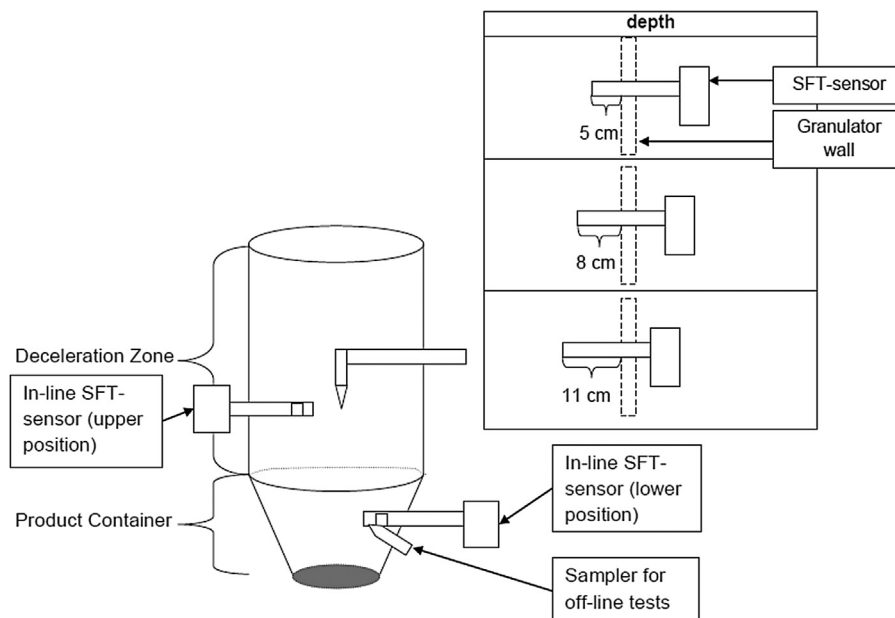 depth
SFT-sensor
5 cm
Granulator
wall
8 cm
11 cm
Deceleration Zone
In-line SFT-
sensor (upper
position)
In-line SFT-
sensor (lower
position)
Product Container
Sampler for
off-line tests